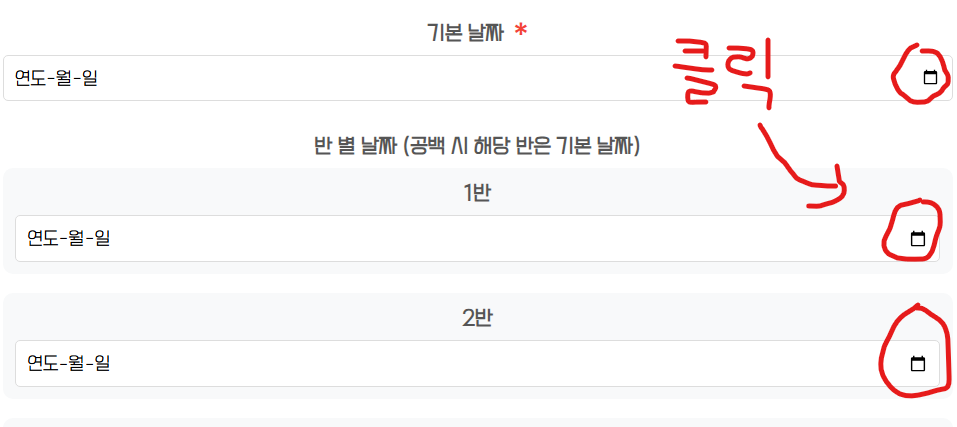 기본 날짜 *
클릭
연도-월-일
반 별 날짜 (공백 시 해당 반은 기본 날짜)
1반
연도-월-일
2반
연도-월-일